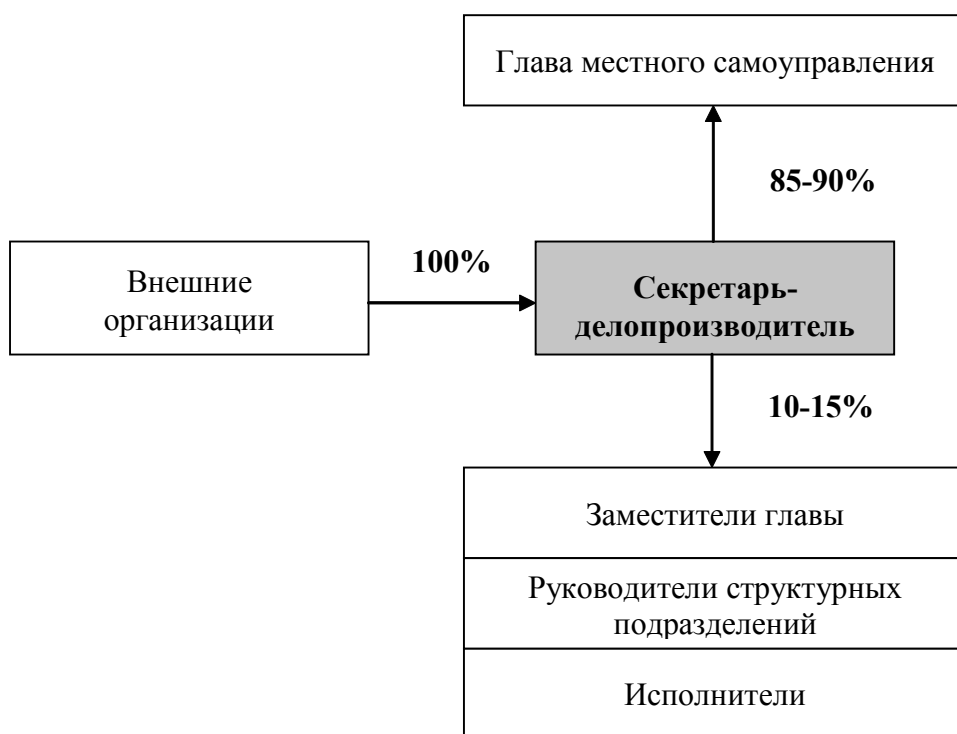 Глава местного самоуправления
85-90%
Внешние
организации
100%
Секретарь-
делопроизводитель
10-15%
Заместители главы
Руководители структурных
подразделений
Исполнители